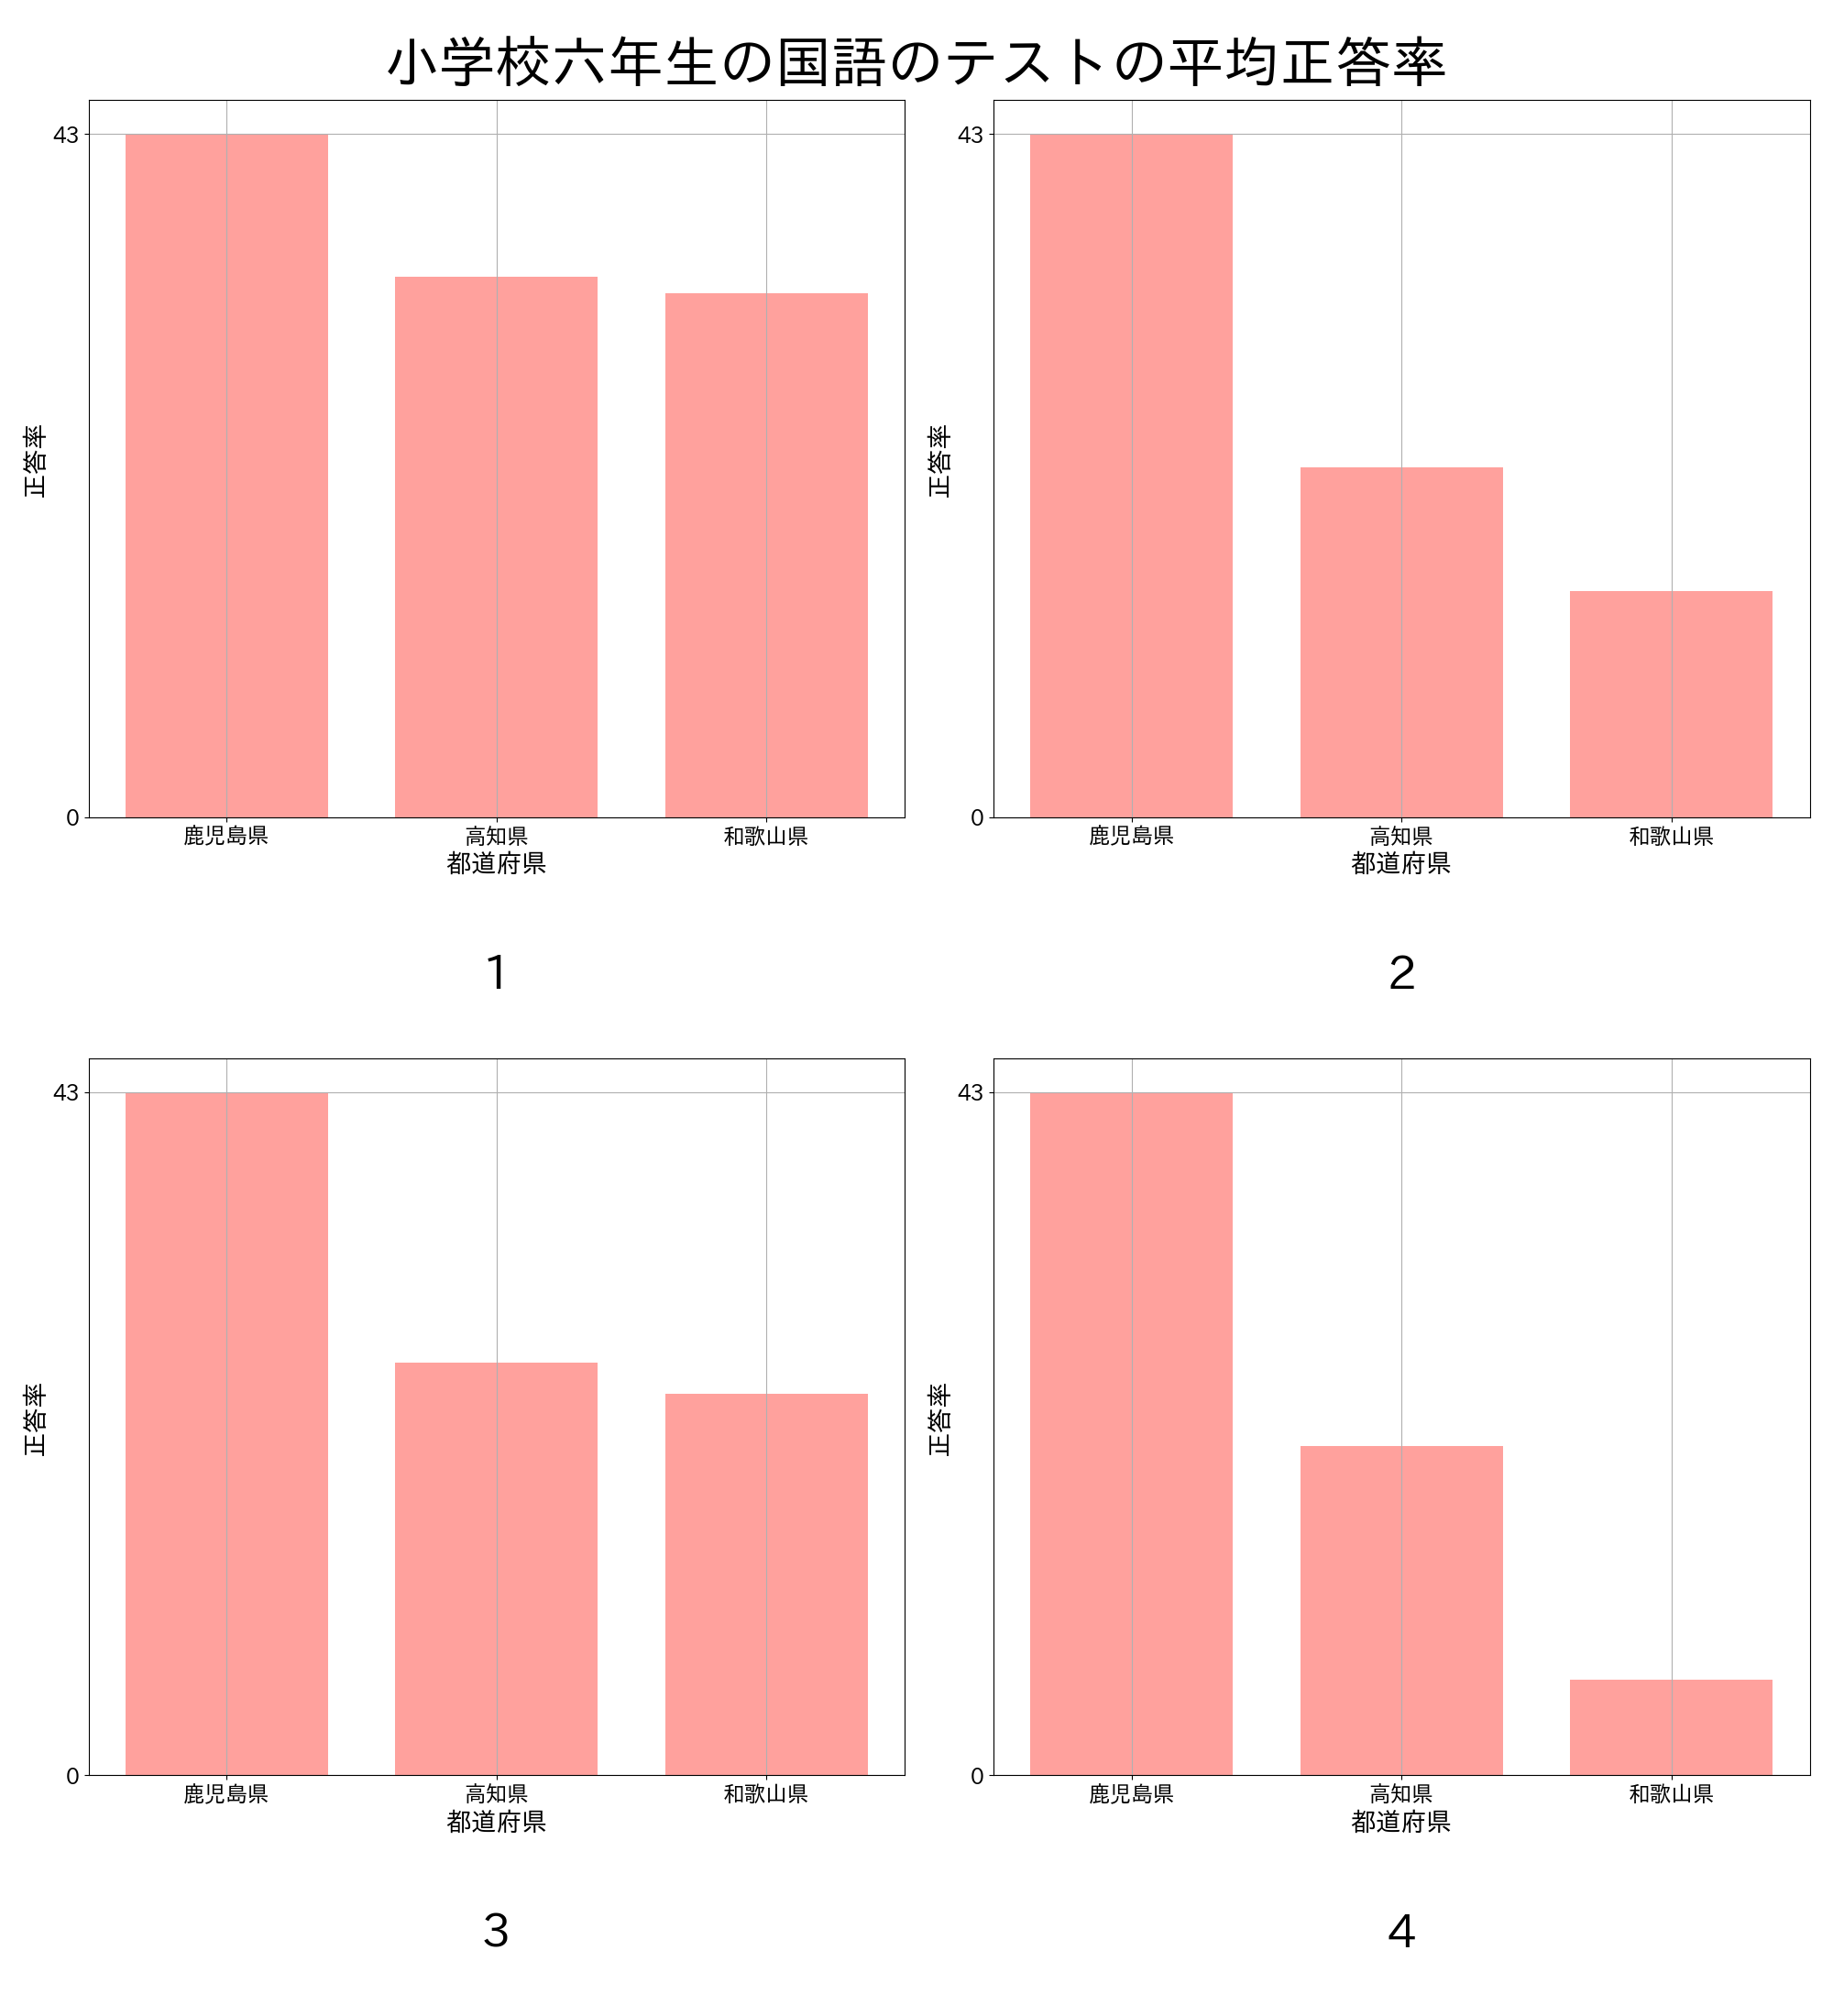 小学校六年生の国語のテストの平均正答率
43
0
正答率
鹿児島県 高知県 和歌山県
都道府県
1
43
0
正答率
鹿児島県 高知県 和歌山県
都道府県
2
43
0
正答率
鹿児島県 高知県 和歌山県
都道府県
3
43
0
正答率
鹿児島県 高知県 和歌山県
都道府県
4